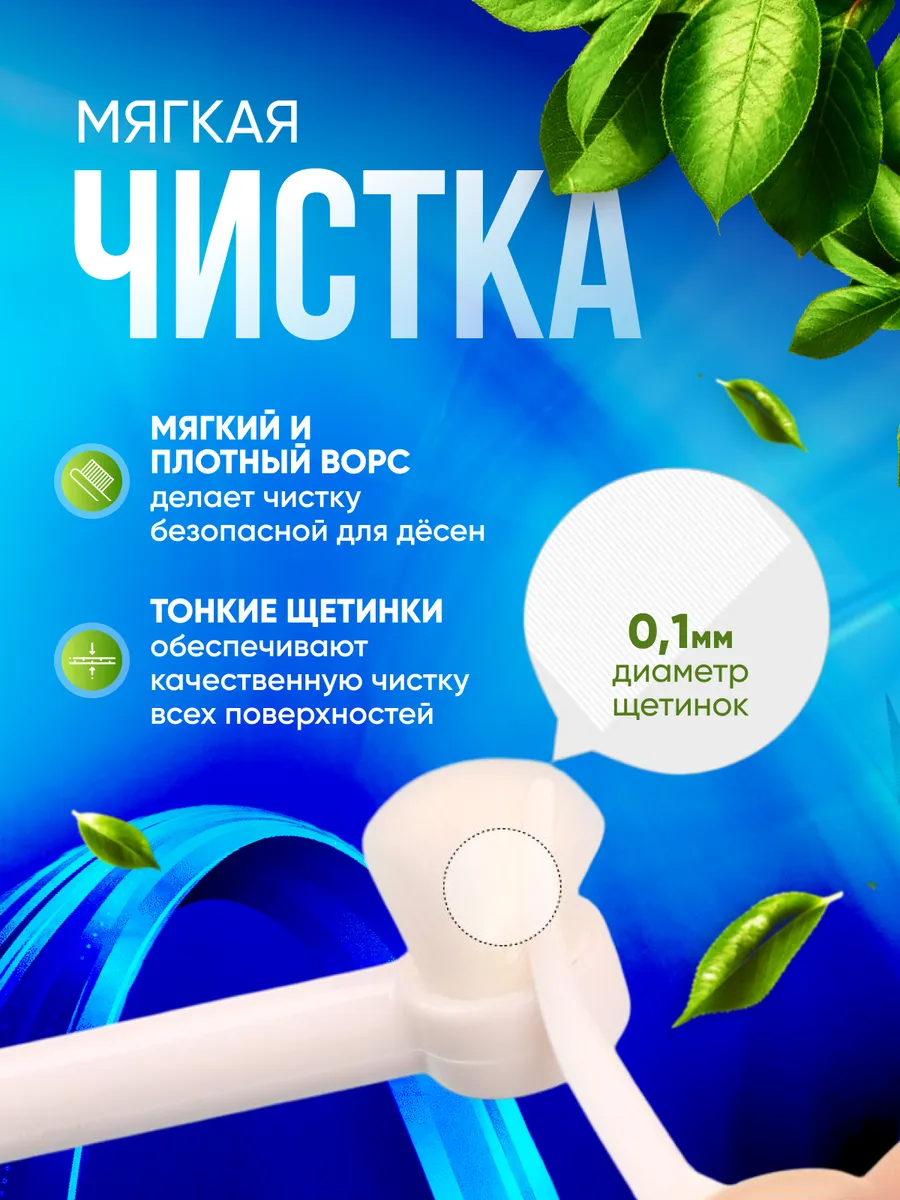 МЯГКАЯ
ЧИСТКА
МЯГКИЙ И
ПЛОТНЫЙ ВОРС
делает чистку
безопасной для дёсен
ТОНКИЕ ЩЕТИНКИ
обеспечивают
качественную чистку
всех поверхностей
0,1мм
диаметр
щетинок